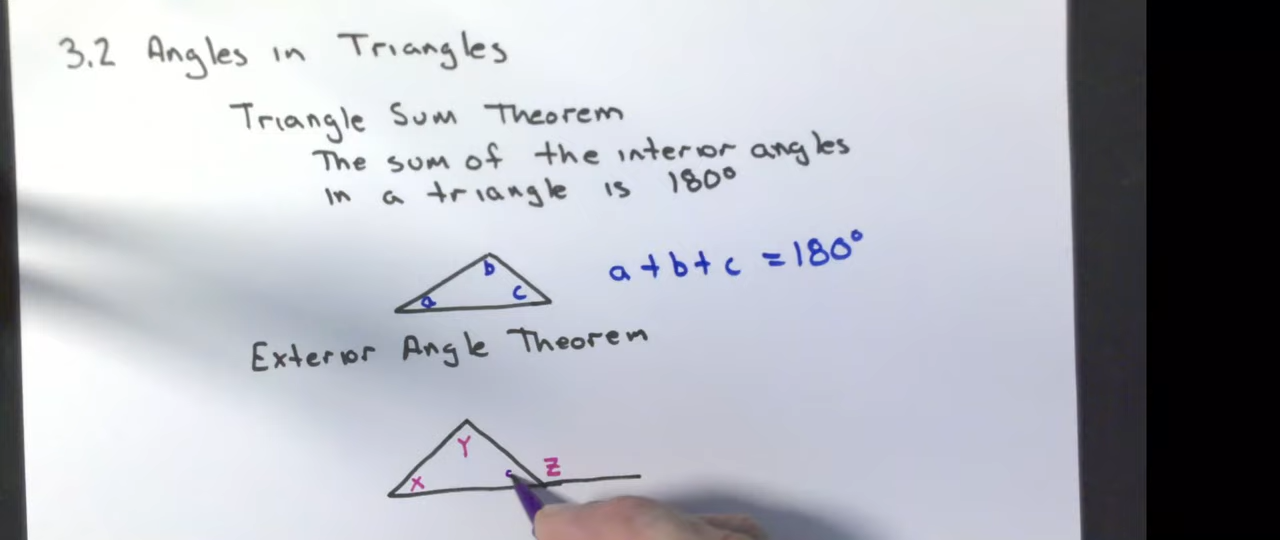 3.2 Angles in Triangles
Triangle Sum Theorem
The sum of the interior angles
in a triangle is 180°
b
a c
a + b + c = 180°
Exterior Angle Theorem
Y
X Z